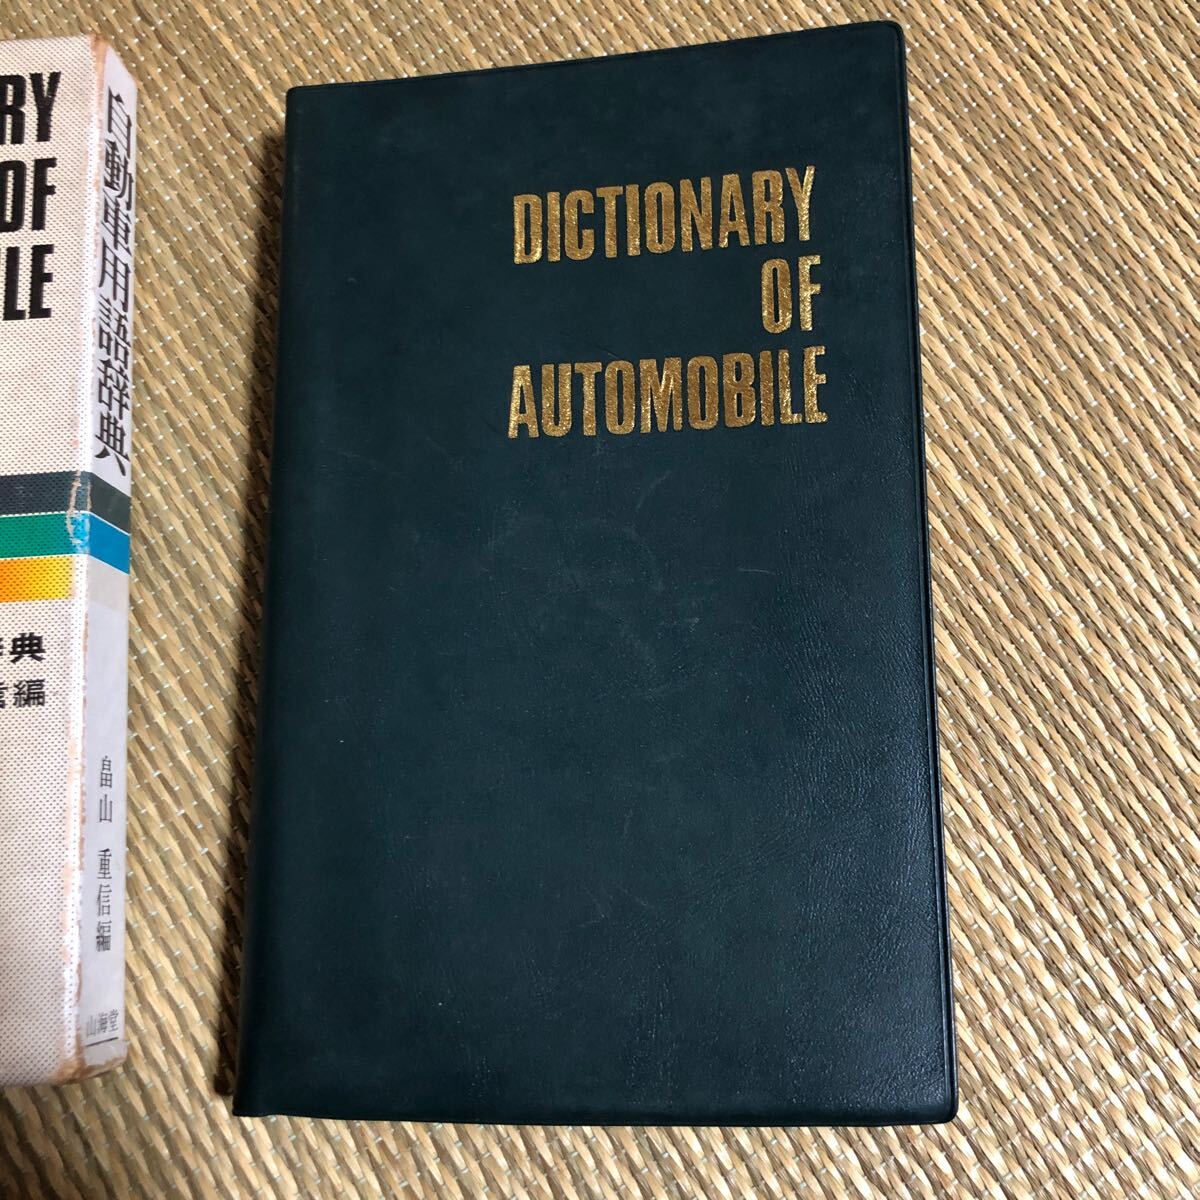 RY
OF
LE
典
編
自動車用語辞典
畠山 重信編
山海堂
DICTIONARY
OF
AUTOMOBILE